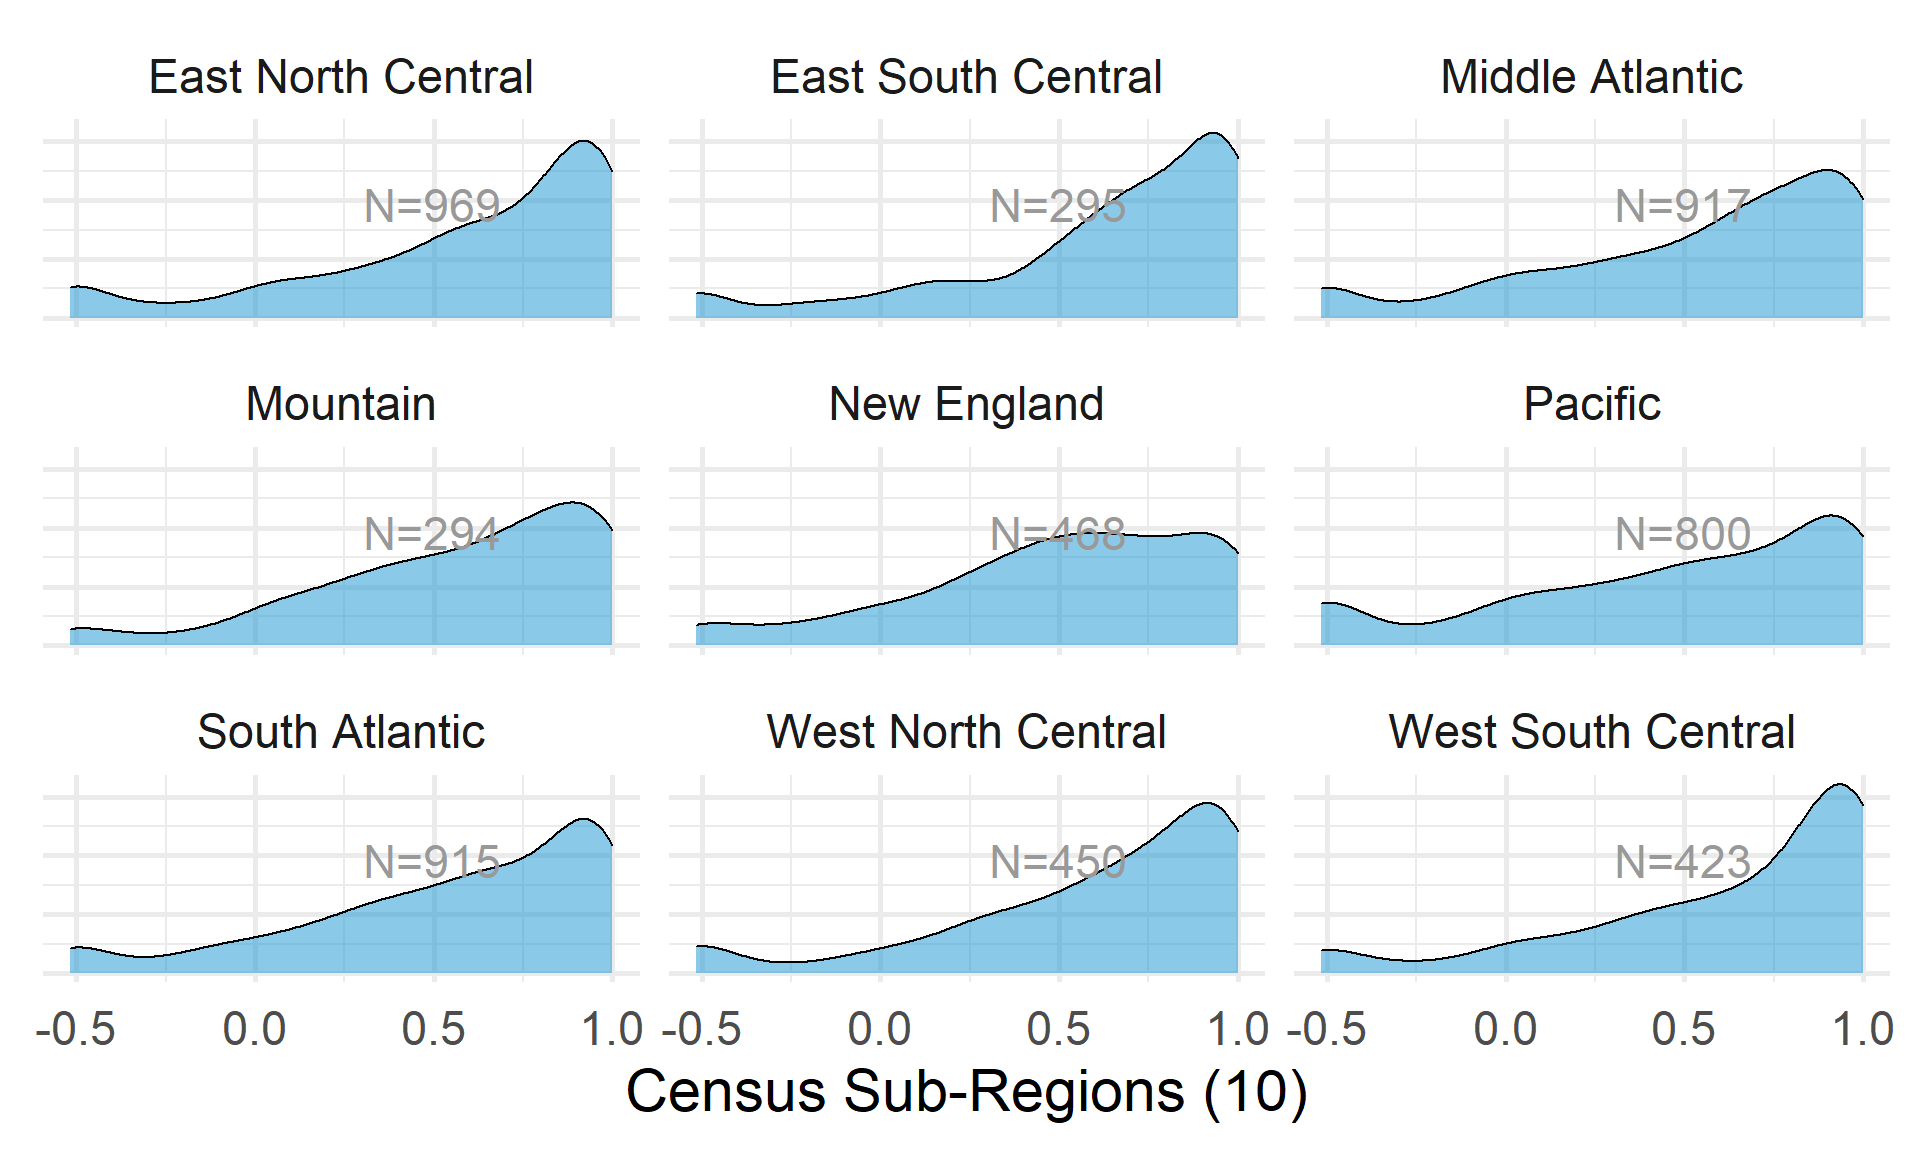 East North Central East South Central Middle Atlantic
N=969 N=295 N=917
Mountain New England Pacific
N=294 N=468 N=800
South Atlantic West North Central West South Central
N=915 N=450 N=423
-0.5 0.0 0.5 1.0 -0.5 0.0 0.5 1.0 -0.5 0.0 0.5 1.0
Census Sub-Regions (10)